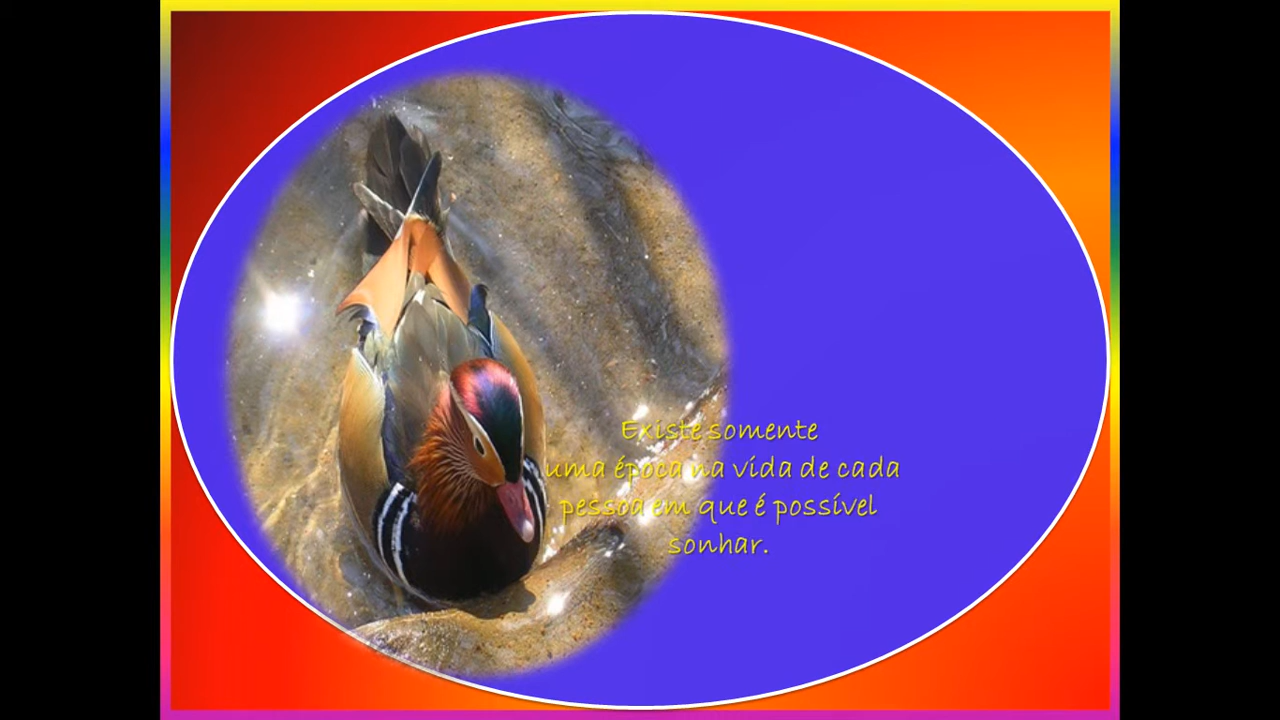 Existe somente
uma época na vida de cada
pessoa em que é possível
sonhar.